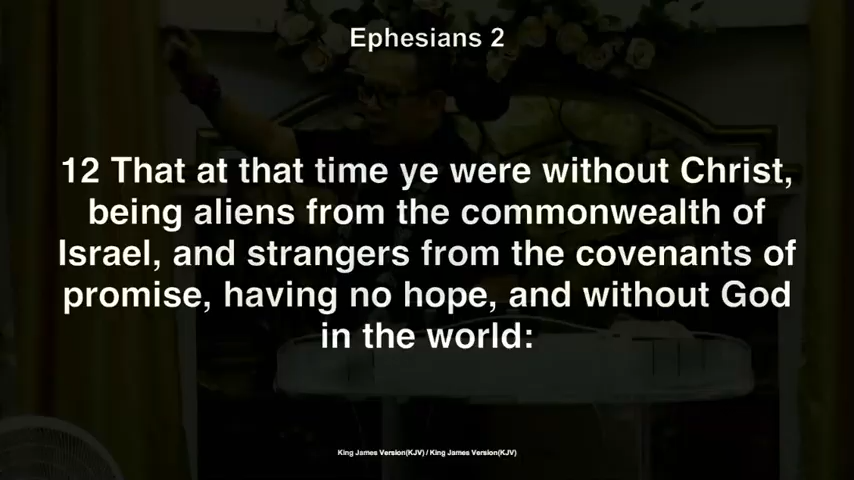 Ephesians 2
12 That at that time ye were without Christ,
being aliens from the commonwealth of
Israel, and strangers from the covenants of
promise, having no hope, and without God
in the world:
King James Version(KJV) / King James Version(KJV)